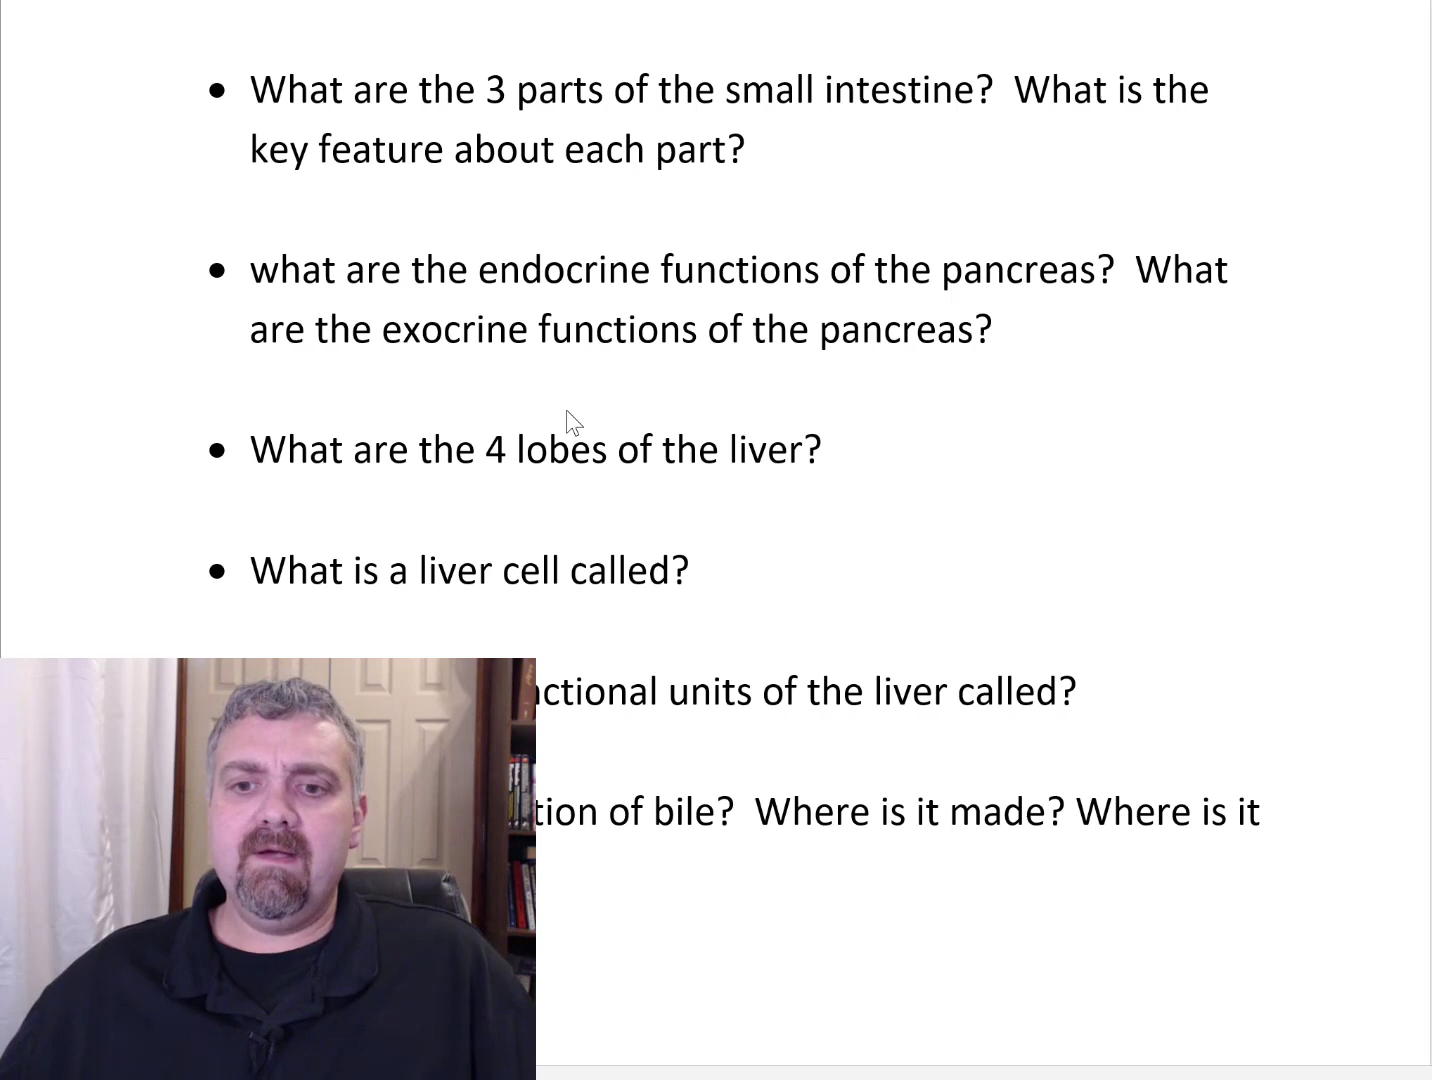 • What are the 3 parts of the small intestine?  What is the
key feature about each part?
• what are the endocrine functions of the pancreas?  What
are the exocrine functions of the pancreas?
• What are the 4 lobes of the liver?
• What is a liver cell called?
units of the liver called?
of bile?  Where is it made? Where is it